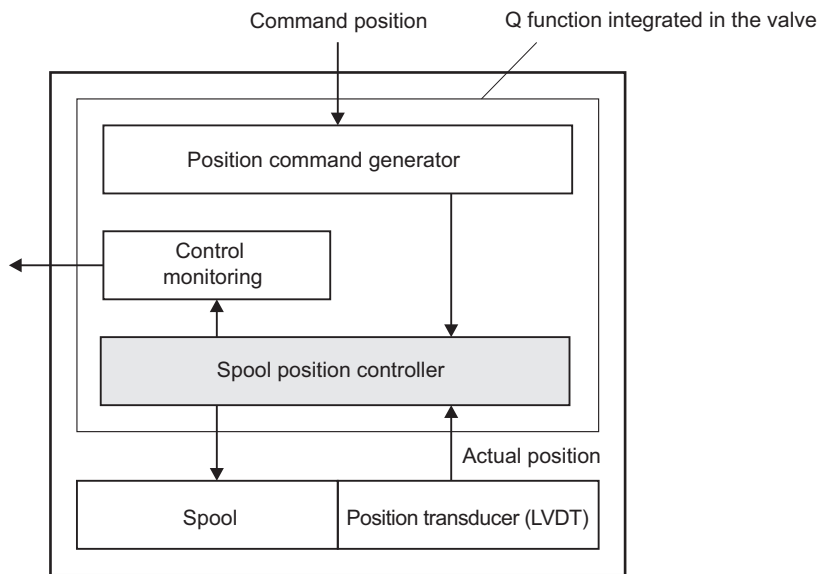 Command position
Q function integrated in the valve
Position command generator
Control
monitoring
Spool position controller
Actual position
Spool
Position transducer (LVDT)